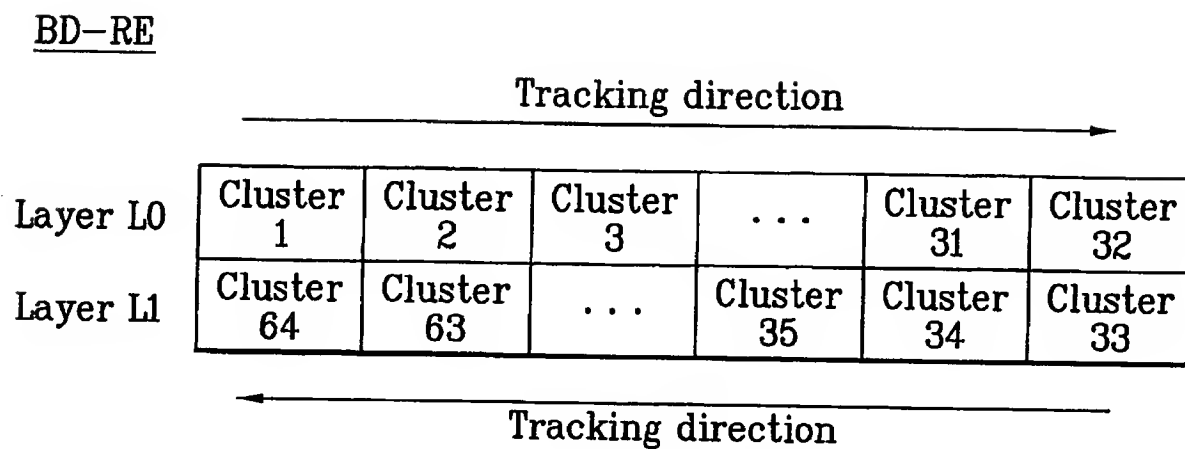 BD-RE
Tracking direction
Layer L0
Cluster 1
Cluster 2
Cluster 3
...
Cluster 31
Cluster 32
Layer L1
Cluster 64
Cluster 63
...
Cluster 35
Cluster 34
Cluster 33
Tracking direction